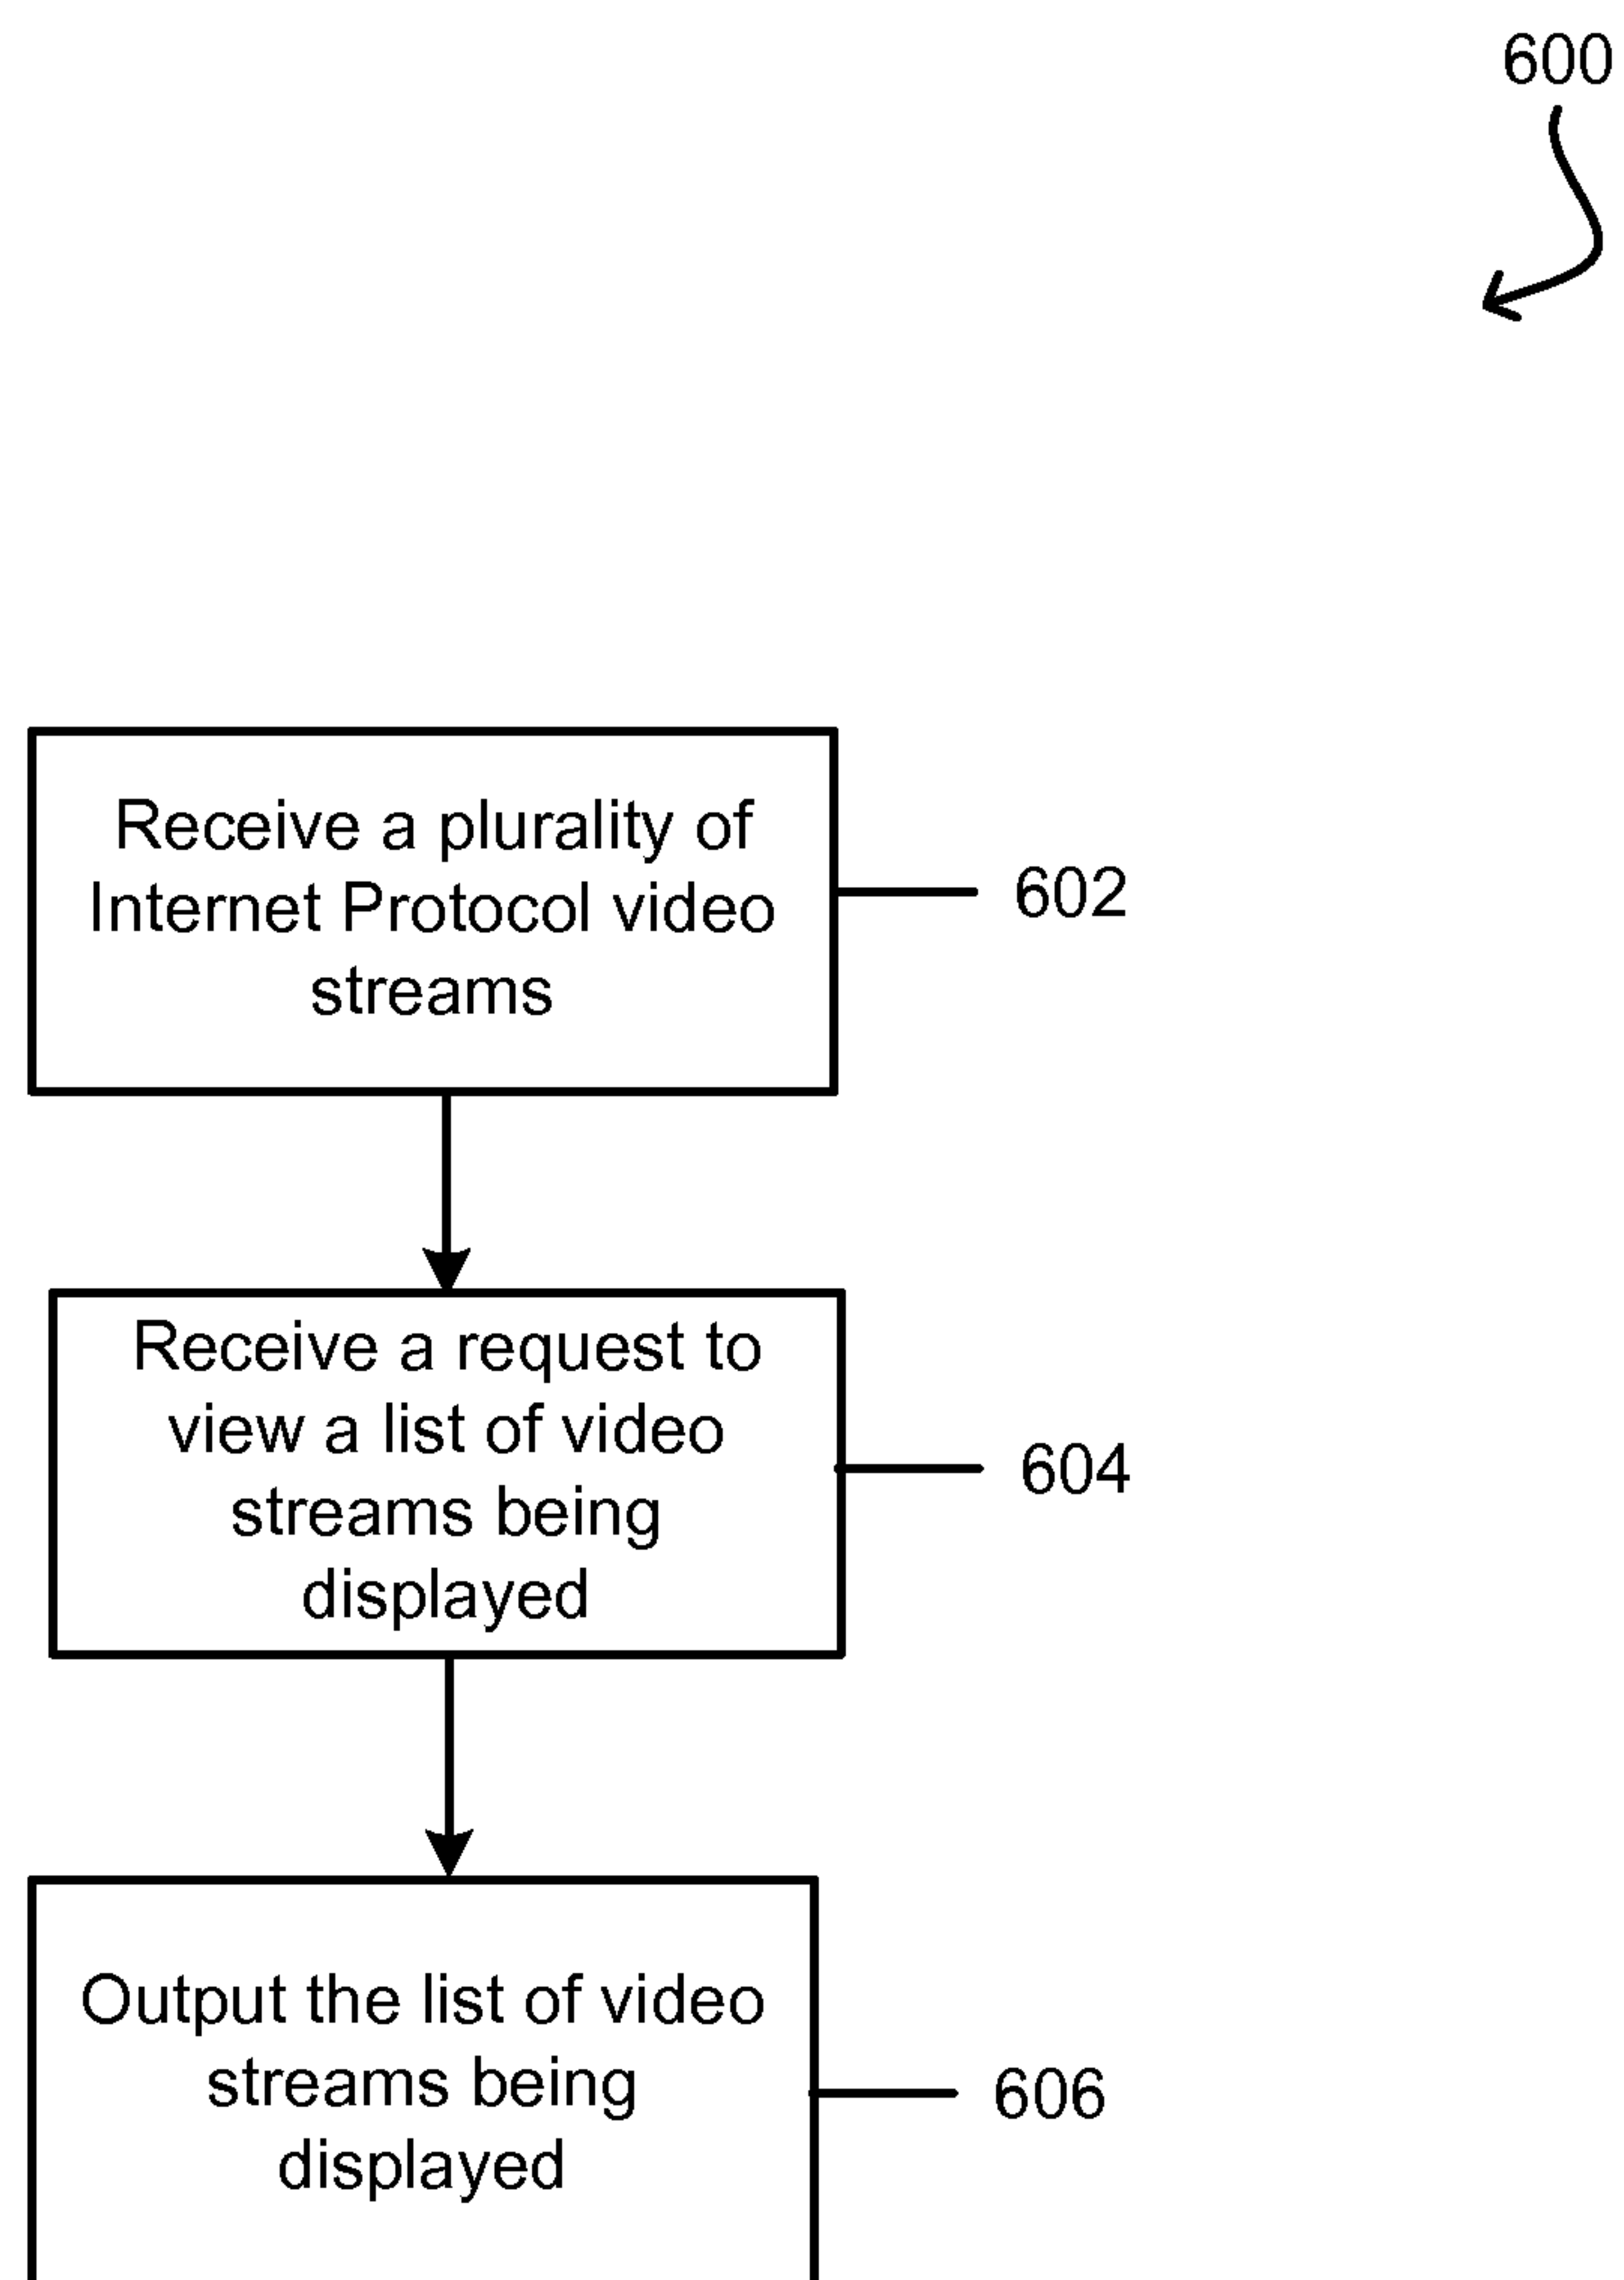 600
Receive a plurality of
Internet Protocol video
streams
602
Receive a request to
view a list of video
streams being
displayed
604
Output the list of video
streams being
displayed
606